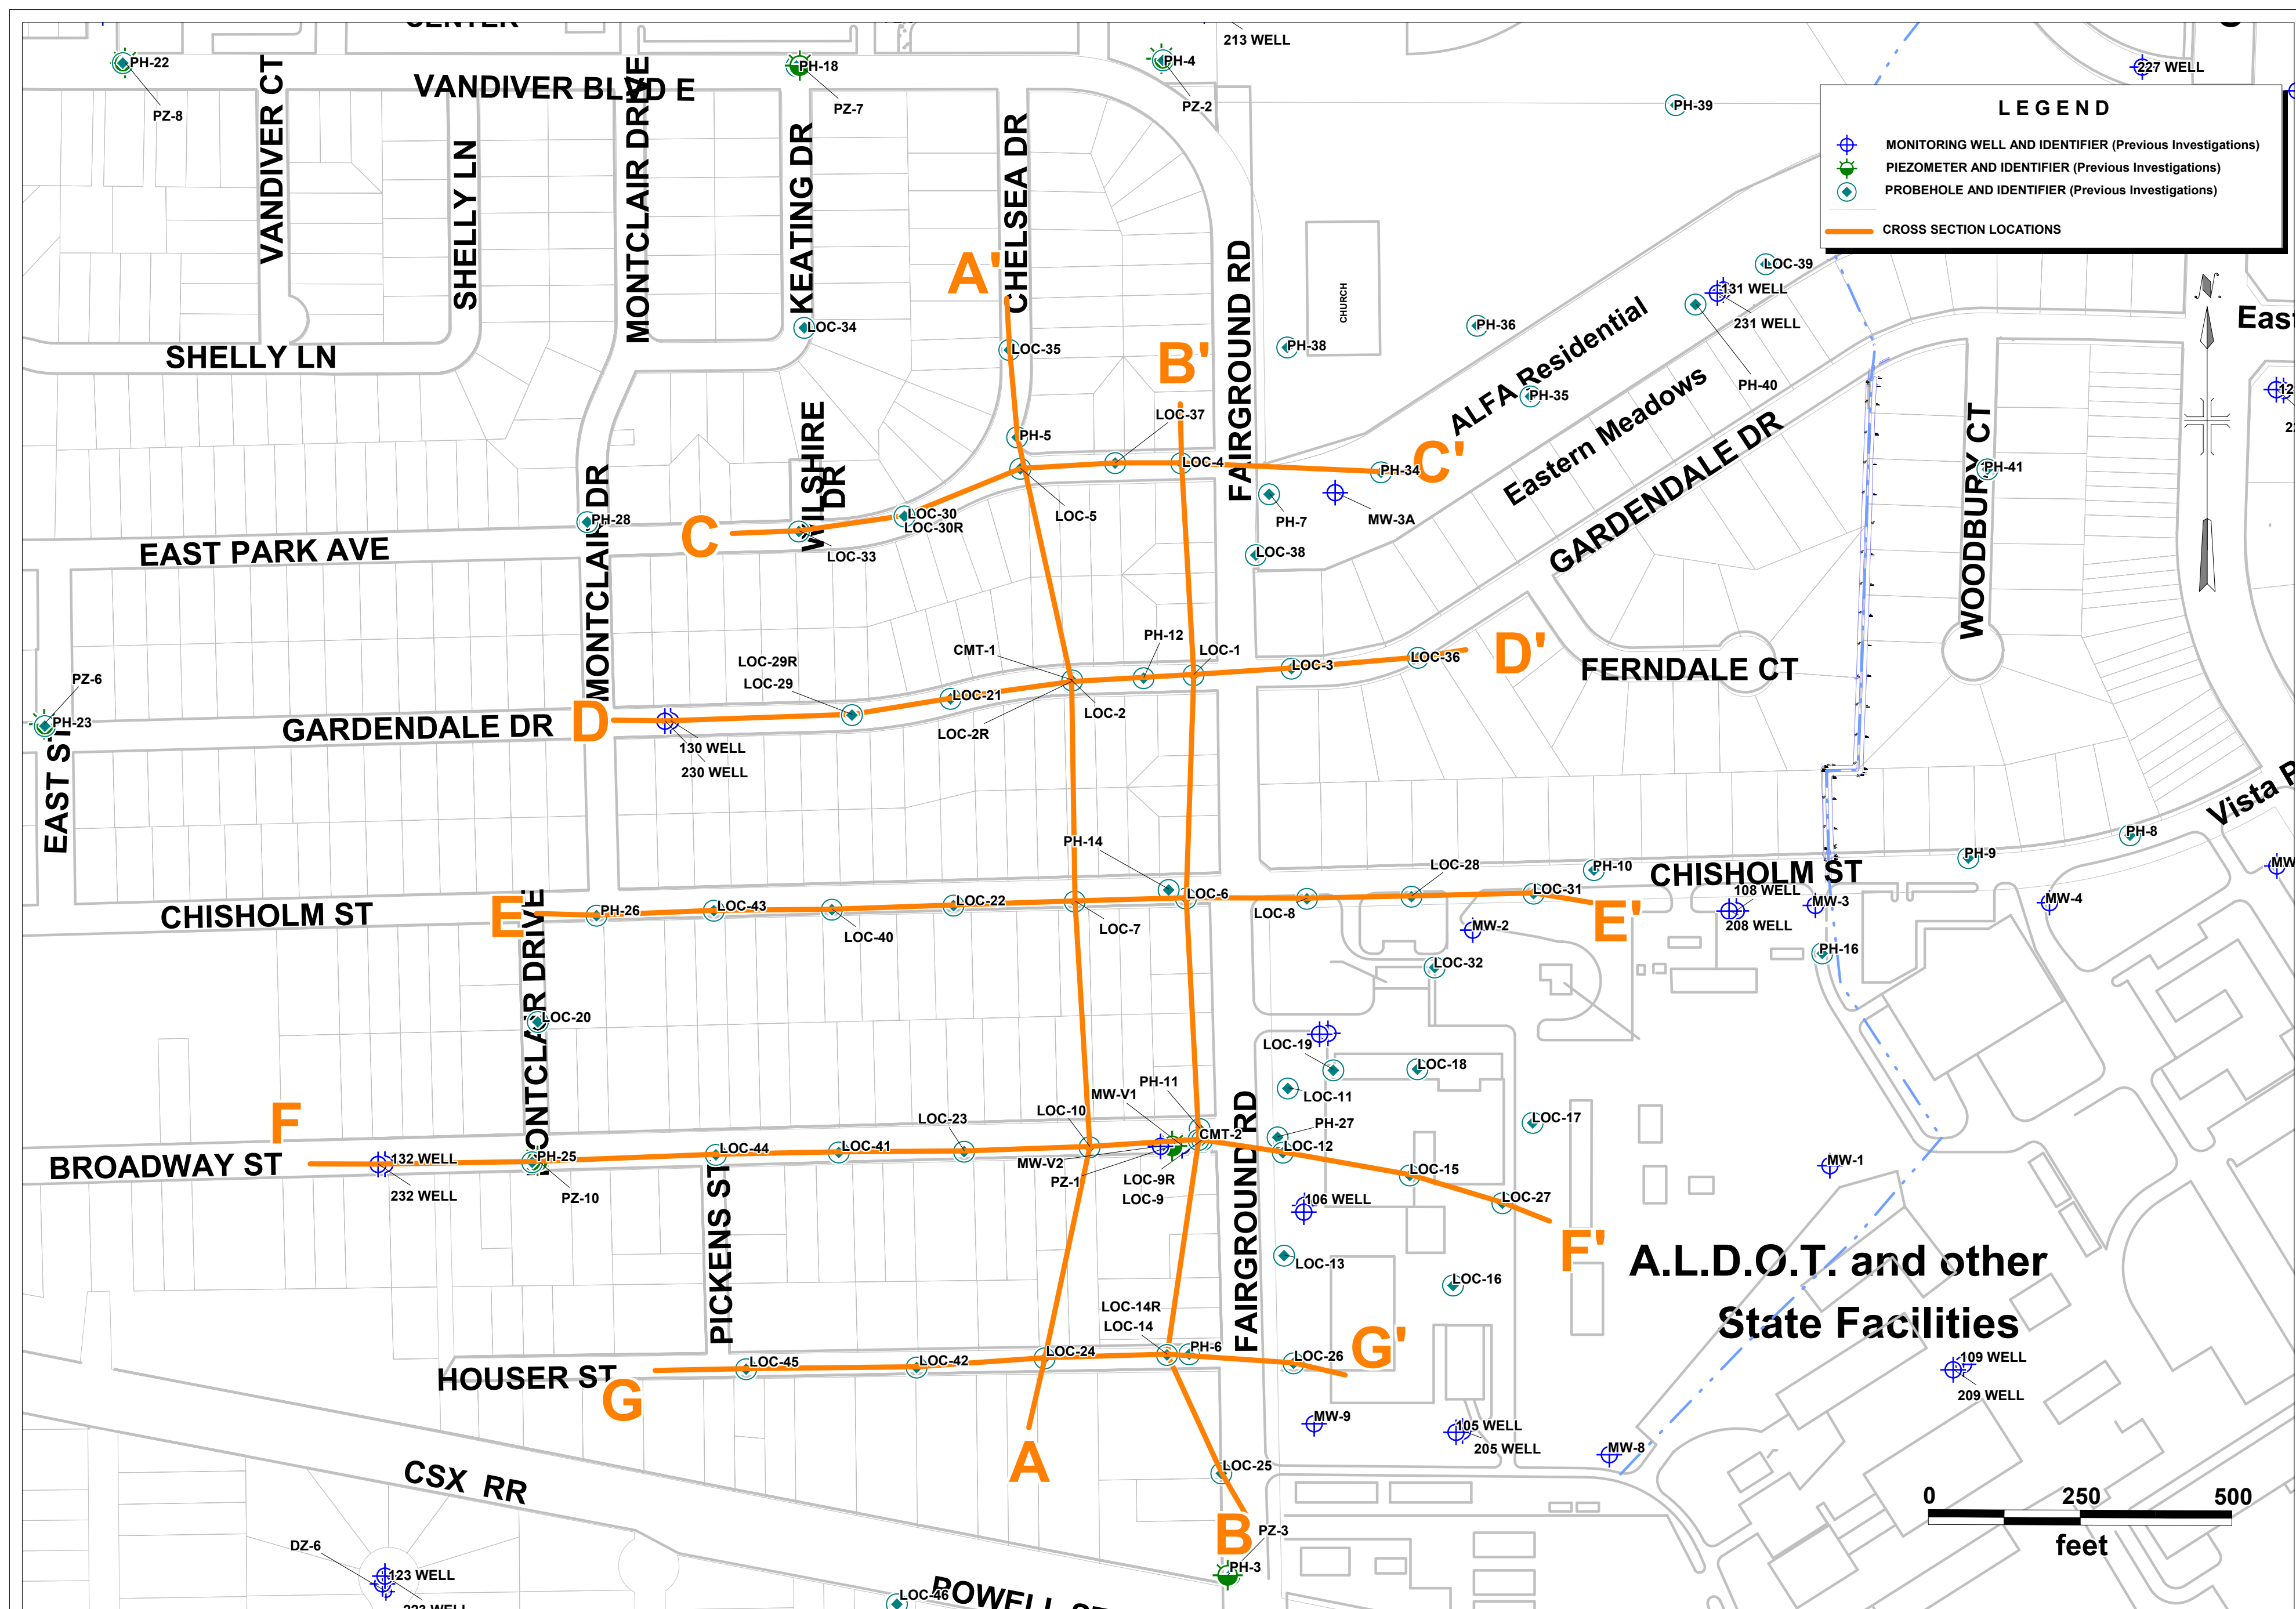 CENTER
213 WELL
PH-22
PZ-8
VANDIVER CT
VANDIVER BLVD E
PH-18
PZ-7
PH-4
PZ-2
PH-39
227 WELL
LEGEND
MONITORING WELL AND IDENTIFIER (Previous Investigations)
PIEZOMETER AND IDENTIFIER (Previous Investigations)
PROBEHOLE AND IDENTIFIER (Previous Investigations)
CROSS SECTION LOCATIONS
SHELLY LN
MONTCLAIR DRIVE
KEATING DR
CHELSEA DR
A'
FAIRGROUND RD
CHURCH
LOC-39
131 WELL
231 WELL
N.
SHELLY LN
LOC-34
LOC-35
B'
PH-38
PH-36
ALFA Residential
PH-35
PH-40
Eastern Meadows
GARDENDALE DR
WOODBURY CT
PH-41
WILSHIRE
DR
PH-5
LOC-37
LOC-4
PH-34
C'
PH-28
MONTCLAIR DR
C
LOC-30
LOC-30R
LOC-33
LOC-5
PH-7
MW-3A
LOC-38
EAST PARK AVE
PZ-6
PH-23
EAST ST
GARDENDALE DR
D
130 WELL
230 WELL
LOC-29R
LOC-29
LOC-21
CMT-1
PH-12
LOC-1
LOC-2
LOC-2R
LOC-3
LOC-36
D'
FERNDALE CT
PH-14
LOC-28
PH-10
PH-9
PH-8
CHISHOLM ST
CHISHOLM ST
E
PH-26
LOC-43
LOC-40
LOC-22
LOC-7
LOC-6
LOC-8
LOC-31
E'
MW-2
108 WELL
208 WELL
MW-3
MW-4
PH-16
LOC-32
MONTCLAIR DRIVE
LOC-20
LOC-19
LOC-18
LOC-11
LOC-17
F
BROADWAY ST
132 WELL
232 WELL
PH-25
PZ-10
LOC-44
LOC-41
LOC-23
LOC-10
MW-V1
PH-11
CMT-2
MW-V2
PZ-1
LOC-9R
LOC-9
PH-27
LOC-12
LOC-15
LOC-27
MW-1
106 WELL
F'
PICKENS ST
FAIRGROUND RD
LOC-13
LOC-16
A.L.D.O.T. and other
State Facilities
LOC-14R
LOC-14
PH-6
HOUSER ST
G
LOC-45
LOC-42
LOC-24
LOC-26
G'
109 WELL
209 WELL
MW-9
105 WELL
205 WELL
MW-8
A
LOC-25
CSX RR
B
PZ-3
PH-3
0 250 500
feet
DZ-6
123 WELL
LOC-46